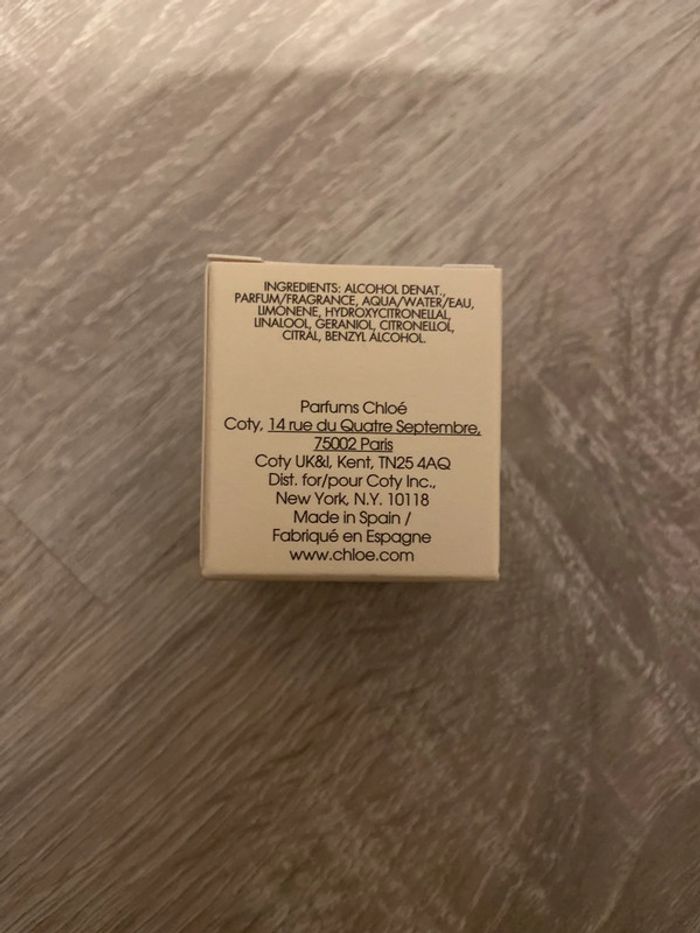 INGREDIENTS: ALCOHOL DENAT.,
PARFUM/FRAGRANCE, AQUA/WATER/EAU,
LIMONENE, HYDROXYCITRONELLAL,
LINALOOL, GERANIOL, CITRONELLOL,
CITRAL, BENZYL ALCOHOL.
Parfums Chloé
Coty, 14 rue du Quatre Septembre,
75002 Paris
Coty UK&I, Kent, TN25 4AQ
Dist. for/pour Coty Inc.,
New York, N.Y. 10118
Made in Spain /
Fabriqué en Espagne
www.chloe.com